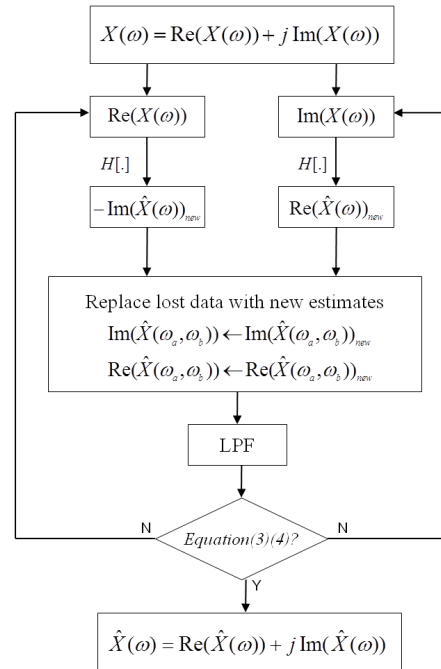 X(ω) = Re(X(ω)) + j Im(X(ω))
Re(X(ω)) Im(X(ω))
H[.] H[.]
−Im(X̂(ω))new Re(X̂(ω))new
Replace lost data with new estimates
Im(X̂(ωa,ωb)) ← Im(X̂(ωa,ωb))new
Re(X̂(ωa,ωb)) ← Re(X̂(ωa,ωb))new
LPF
N Equation(3)(4)? N
Y
X̂(ω) = Re(X̂(ω)) + j Im(X̂(ω))